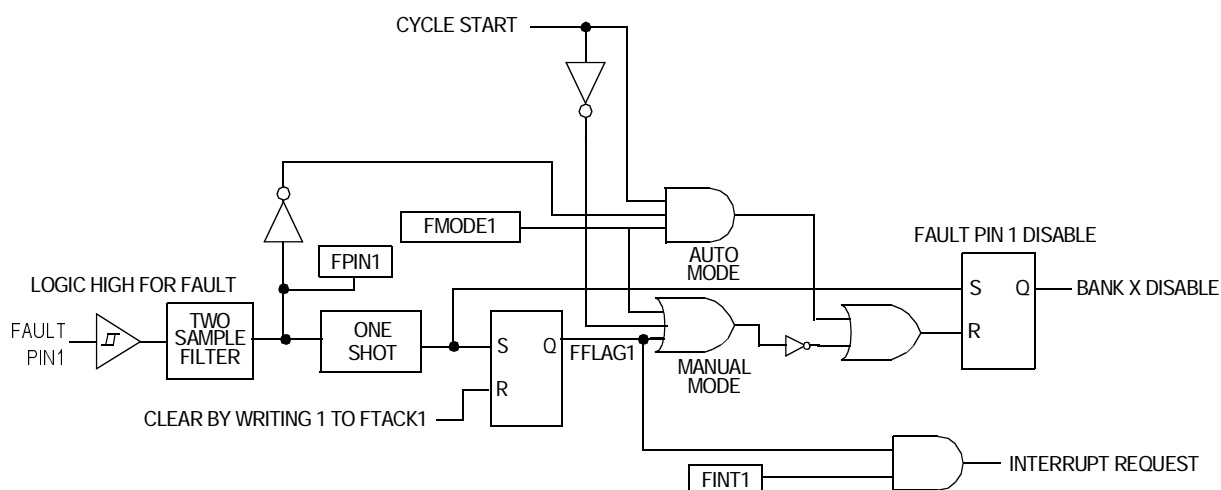 CYCLE START
FMODE1
AUTO
MODE
FAULT PIN 1 DISABLE
FPIN1
LOGIC HIGH FOR FAULT
S Q
BANK X DISABLE
FAULT
PIN1
TWO
SAMPLE
FILTER
ONE
SHOT
S Q
R
FFLAG1
MANUAL
MODE
R
CLEAR BY WRITING 1 TO FTACK1
FINT1
INTERRUPT REQUEST